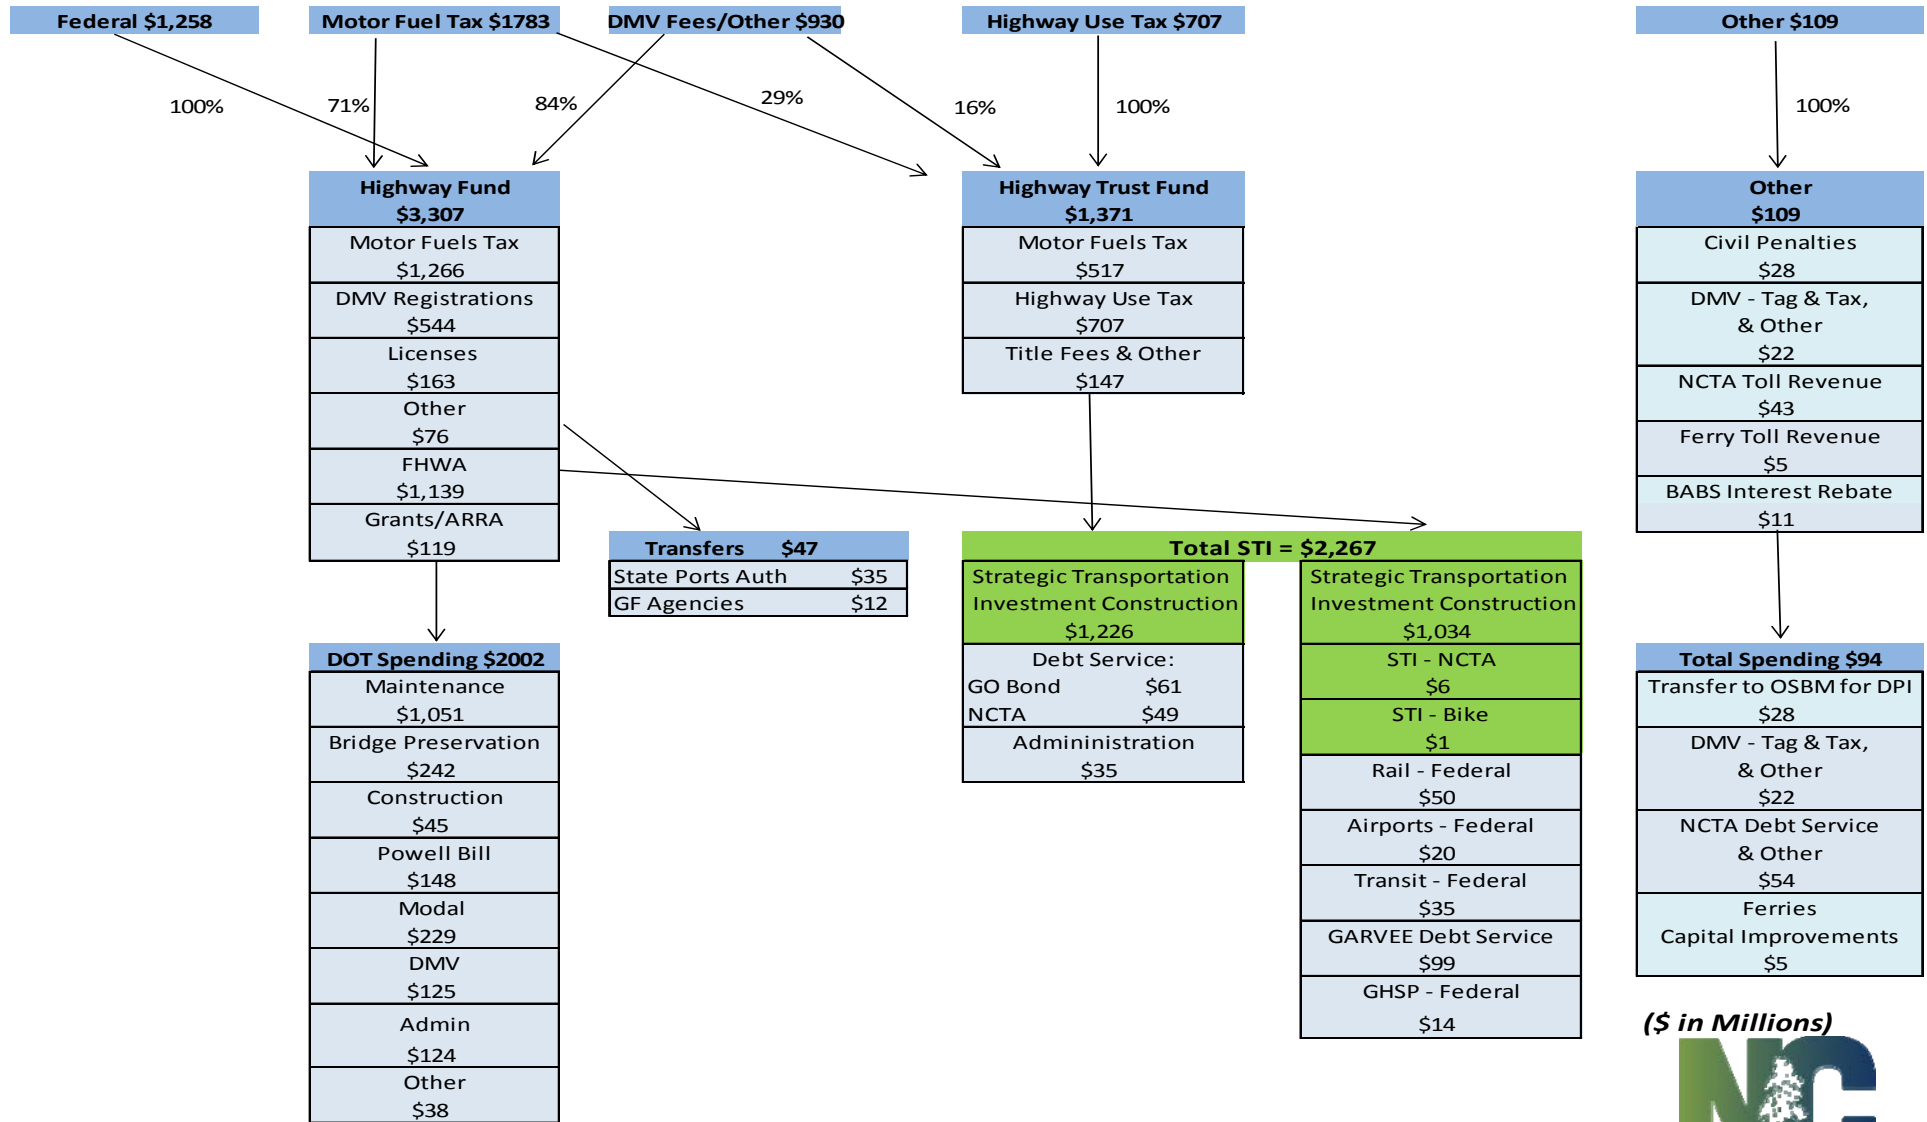 Federal $1,258
Motor Fuel Tax $1783
DMV Fees/Other $930
Highway Use Tax $707
Other $109
100%
71%
84%
29%
16%
100%
100%
Highway Fund
$3,307
Motor Fuels Tax
$1,266
DMV Registrations
$544
Licenses
$163
Other
$76
FHWA
$1,139
Grants/ARRA
$119
Highway Trust Fund
$1,371
Motor Fuels Tax
$517
Highway Use Tax
$707
Title Fees & Other
$147
Other
$109
Civil Penalties
$28
DMV - Tag & Tax,
& Other
$22
NCTA Toll Revenue
$43
Ferry Toll Revenue
$5
BABS Interest Rebate
$11
Transfers $47
State Ports Auth $35
GF Agencies $12
Total STI = $2,267
Strategic Transportation
Investment Construction
$1,226
Debt Service:
GO Bond $61
NCTA $49
Admininistration
$35
Strategic Transportation
Investment Construction
$1,034
STI - NCTA
$6
STI - Bike
$1
Rail - Federal
$50
Airports - Federal
$20
Transit - Federal
$35
GARVEE Debt Service
$99
GHSP - Federal
$14
DOT Spending $2002
Maintenance
$1,051
Bridge Preservation
$242
Construction
$45
Powell Bill
$148
Modal
$229
DMV
$125
Admin
$124
Other
$38
Total Spending $94
Transfer to OSBM for DPI
$28
DMV - Tag & Tax,
& Other
$22
NCTA Debt Service
& Other
$54
Ferries
Capital Improvements
$5
($ in Millions)
NC